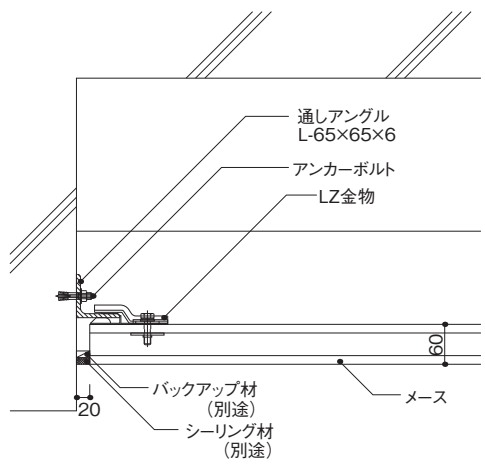 通しアングル
L-65×65×6
アンカーボルト
LZ金物
60
バックアップ材
（別途）
メース
20
シーリング材
（別途）